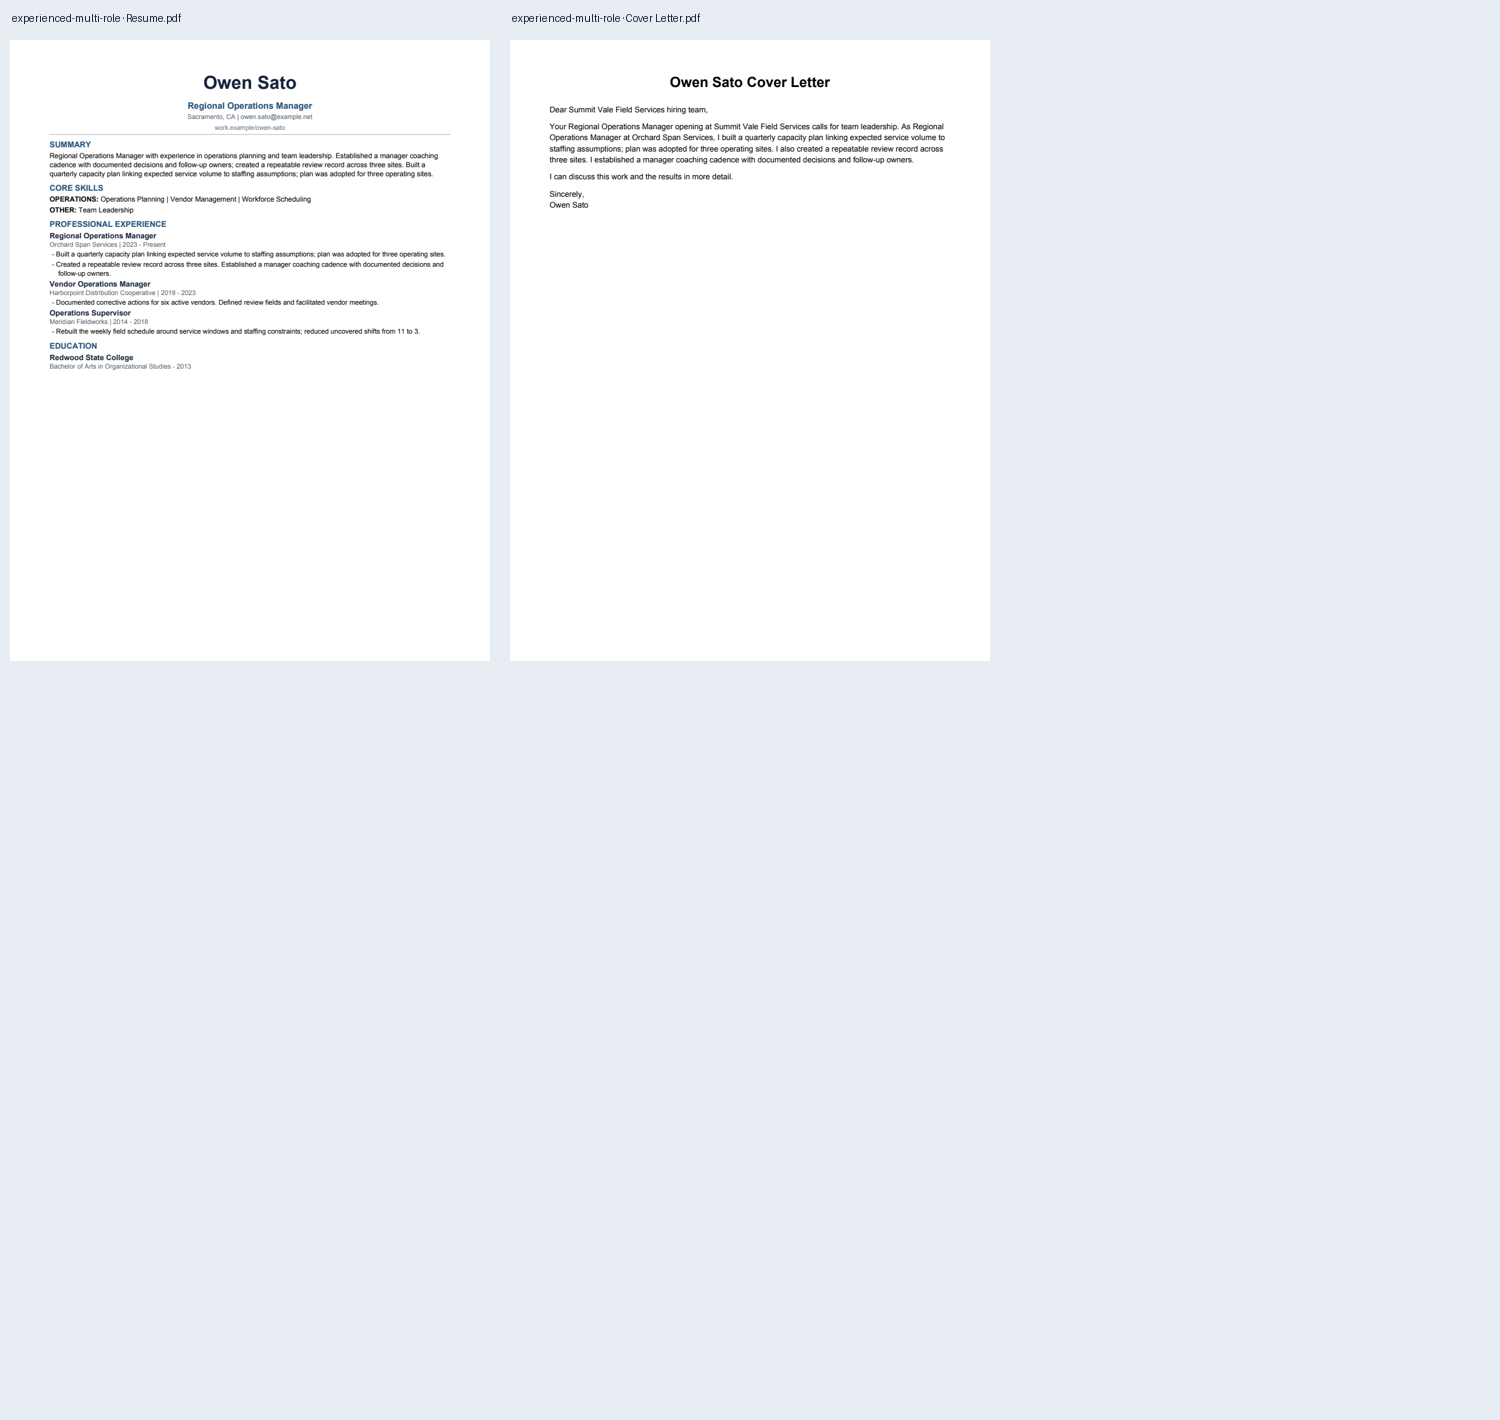 experienced-multi-role · Resume.pdf
Owen Sato
Regional Operations Manager
Sacramento, CA | owen.sato@example.net
work.example/owen-sato
SUMMARY
Regional Operations Manager with experience in operations planning and team leadership. Established a manager coaching
cadence with documented decisions and follow-up owners; created a repeatable review record across three sites. Built a
quarterly capacity plan linking expected service volume to staffing assumptions; plan was adopted for three operating sites.
CORE SKILLS
OPERATIONS: Operations Planning | Vendor Management | Workforce Scheduling
OTHER: Team Leadership
PROFESSIONAL EXPERIENCE
Regional Operations Manager
Orchard Span Services | 2023 - Present
- Built a quarterly capacity plan linking expected service volume to staffing assumptions; plan was adopted for three operating sites.
- Created a repeatable review record across three sites. Established a manager coaching cadence with documented decisions and
follow-up owners.
Vendor Operations Manager
Harborpoint Distribution Cooperative | 2019 - 2023
- Documented corrective actions for six active vendors. Defined review fields and facilitated vendor meetings.
Operations Supervisor
Meridian Fieldworks | 2014 - 2018
- Rebuilt the weekly field schedule around service windows and staffing constraints; reduced uncovered shifts from 11 to 3.
EDUCATION
Redwood State College
Bachelor of Arts in Organizational Studies - 2013
experienced-multi-role · Cover Letter.pdf
Owen Sato Cover Letter
Dear Summit Vale Field Services hiring team,
Your Regional Operations Manager opening at Summit Vale Field Services calls for team leadership. As Regional
Operations Manager at Orchard Span Services, I built a quarterly capacity plan linking expected service volume to
staffing assumptions; plan was adopted for three operating sites. I also created a repeatable review record across
three sites. I established a manager coaching cadence with documented decisions and follow-up owners.
I can discuss this work and the results in more detail.
Sincerely,
Owen Sato